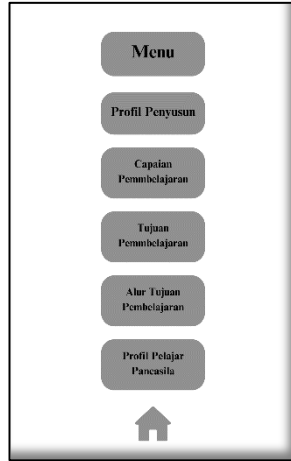 Menu
Profil Penyusun
Capaian
Pemmbelajaran
Tujuan
Pemmbelajaran
Alur Tujuan
Pembelajaran
Profil Pelajar
Pancasila